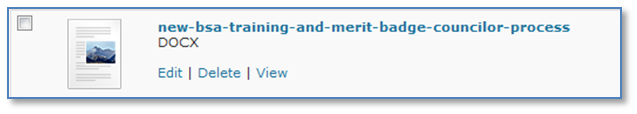 new-bsa-training-and-merit-badge-councilor-process
DOCX
Edit | Delete | View